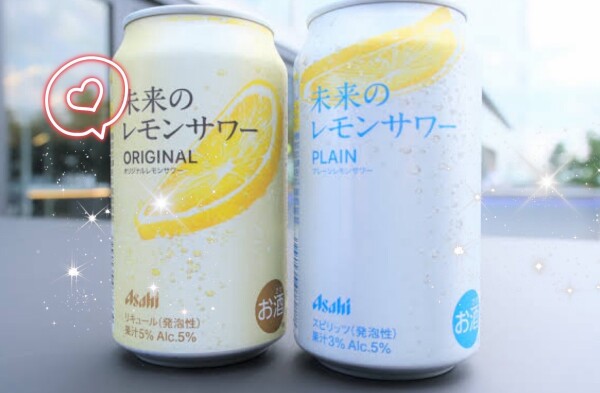 未来の
レモンサワー
ORIGINAL
オリジナルレモンサワー
Asahi
リキュール(発泡性)
果汁5% Alc.5%
お酒
未来の
レモンサワー
PLAIN
プレーンレモンサワー
Asahi
スピリッツ(発泡性)
果汁3% Alc.5%
お酒